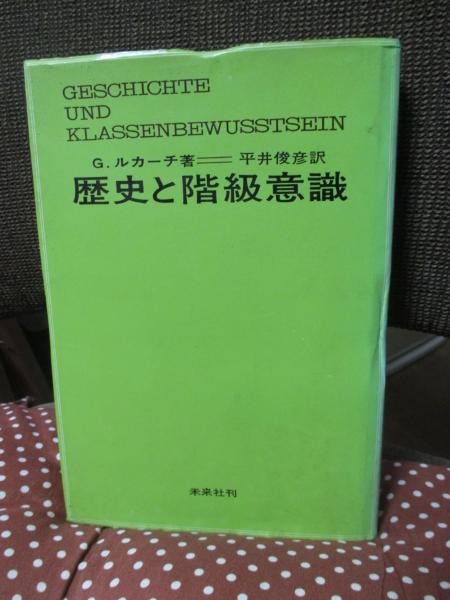 GESCHICHTE
UND
KLASSENBEWUSSTSEIN
G. ルカーチ著══平井俊彦訳
歴史と階級意識
未来社刊